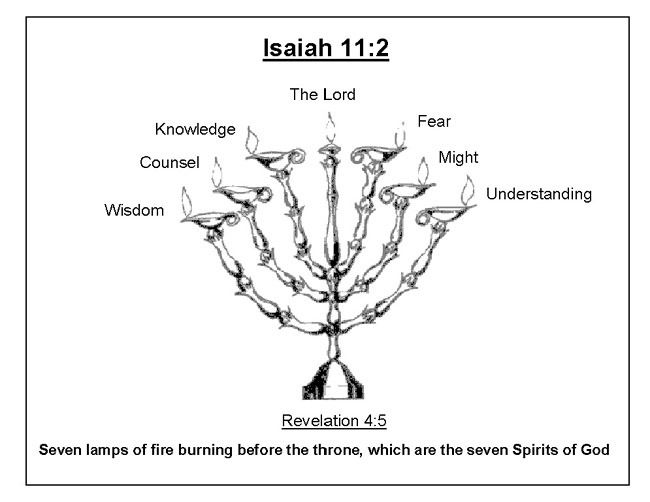 Isaiah 11:2
The Lord
Knowledge
Fear
Counsel
Might
Wisdom
Understanding
Revelation 4:5
Seven lamps of fire burning before the throne, which are the seven Spirits of God